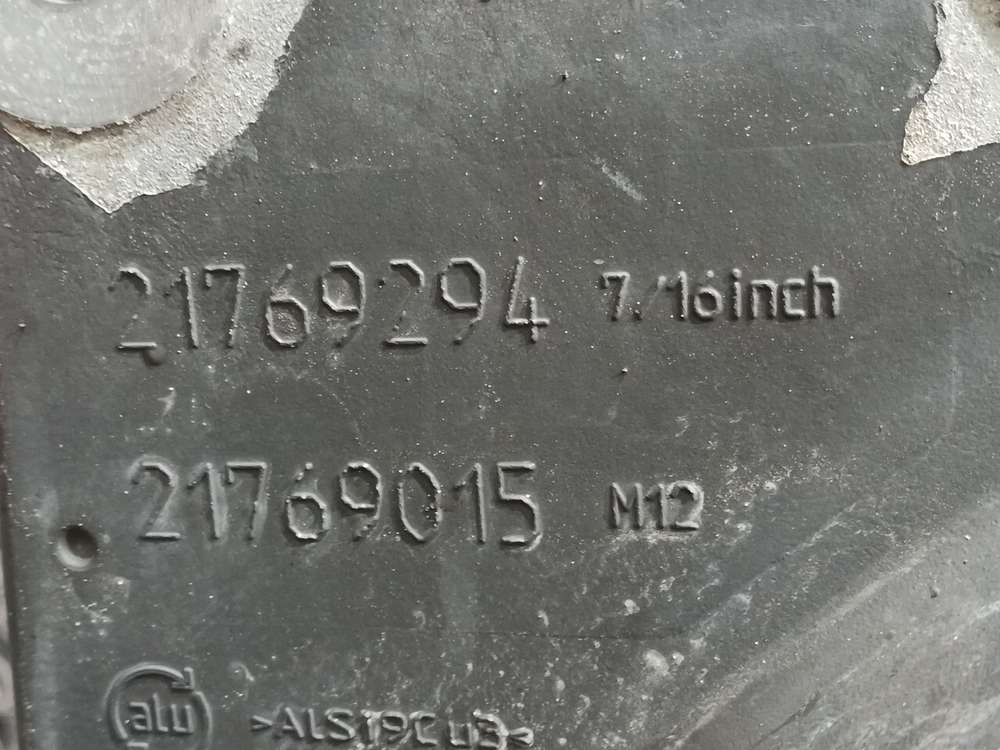 21769294 7/16inch
21769015 M12
alu >AlSi9Cu3<